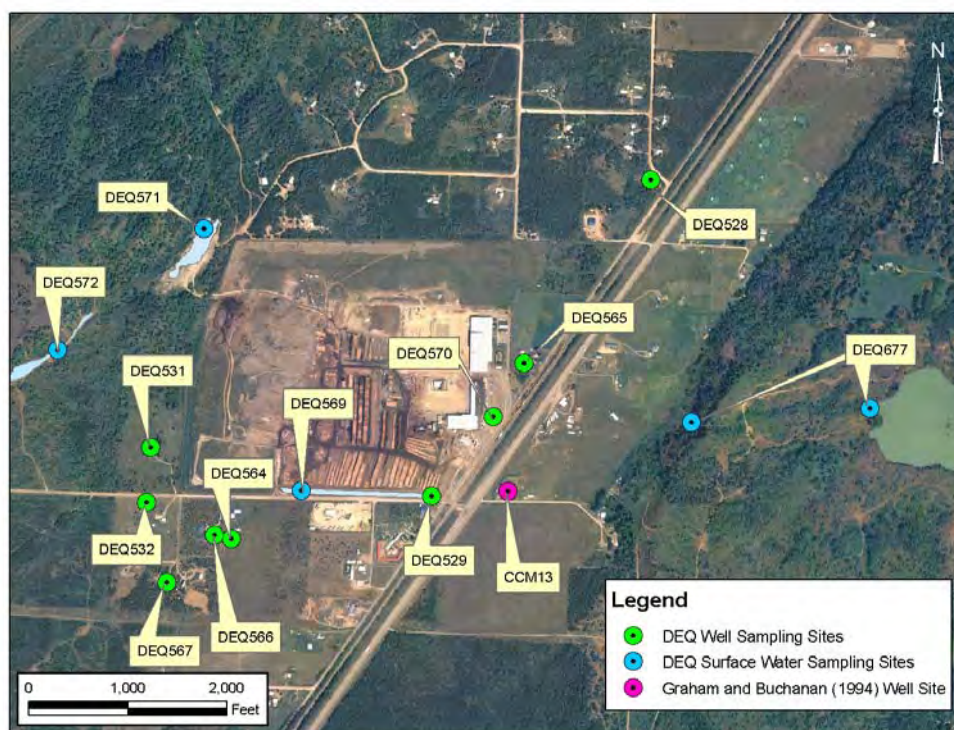 N
DEQ571
DEQ528
DEQ572
DEQ565
DEQ570
DEQ677
DEQ531
DEQ569
DEQ564
DEQ532
DEQ529
CCM13
DEQ566
DEQ567
Legend
DEQ Well Sampling Sites
DEQ Surface Water Sampling Sites
Graham and Buchanan (1994) Well Site
0 1,000 2,000
Feet